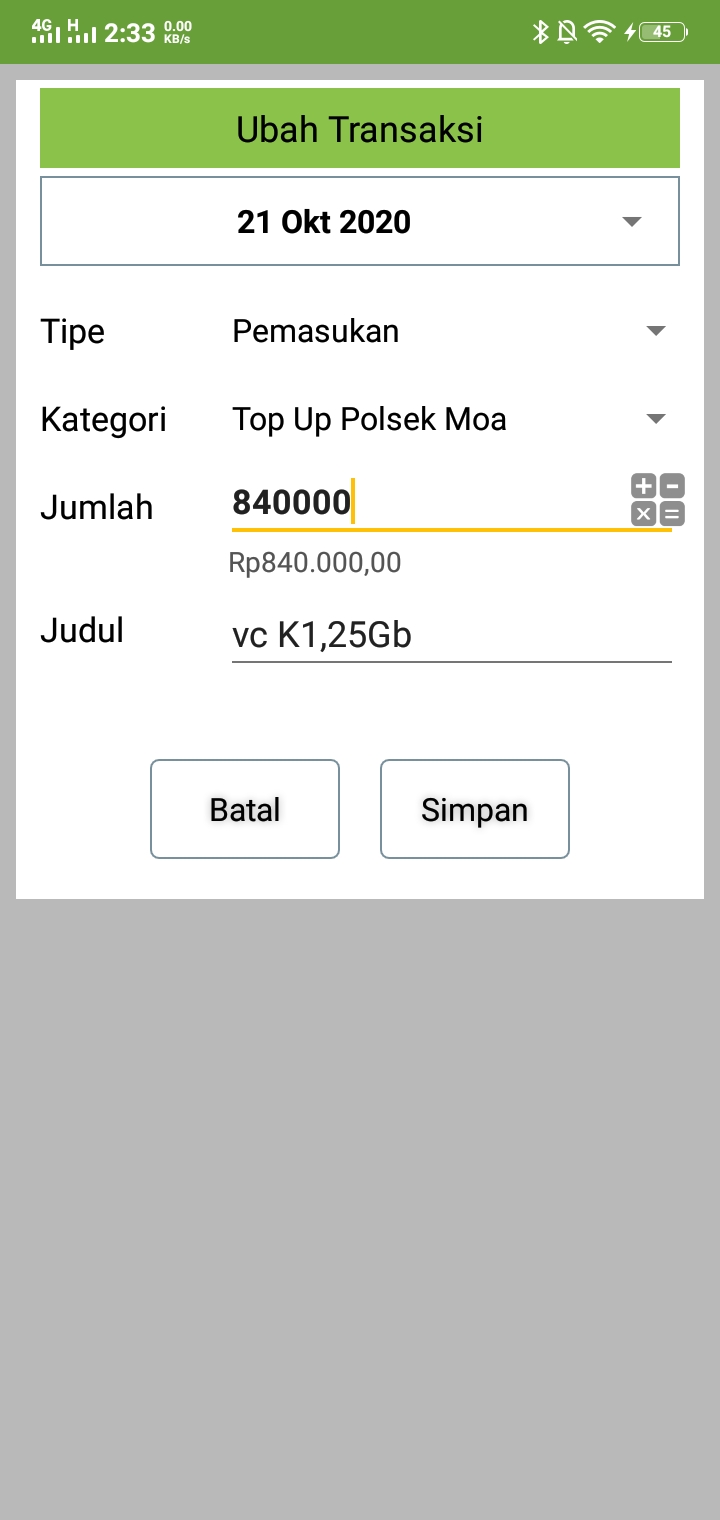 4G H 2:33 0.00 KB/s 45
Ubah Transaksi
21 Okt 2020
Tipe Pemasukan
Kategori Top Up Polsek Moa
Jumlah 840000
Rp840.000,00
Judul vc K1,25Gb
Batal Simpan